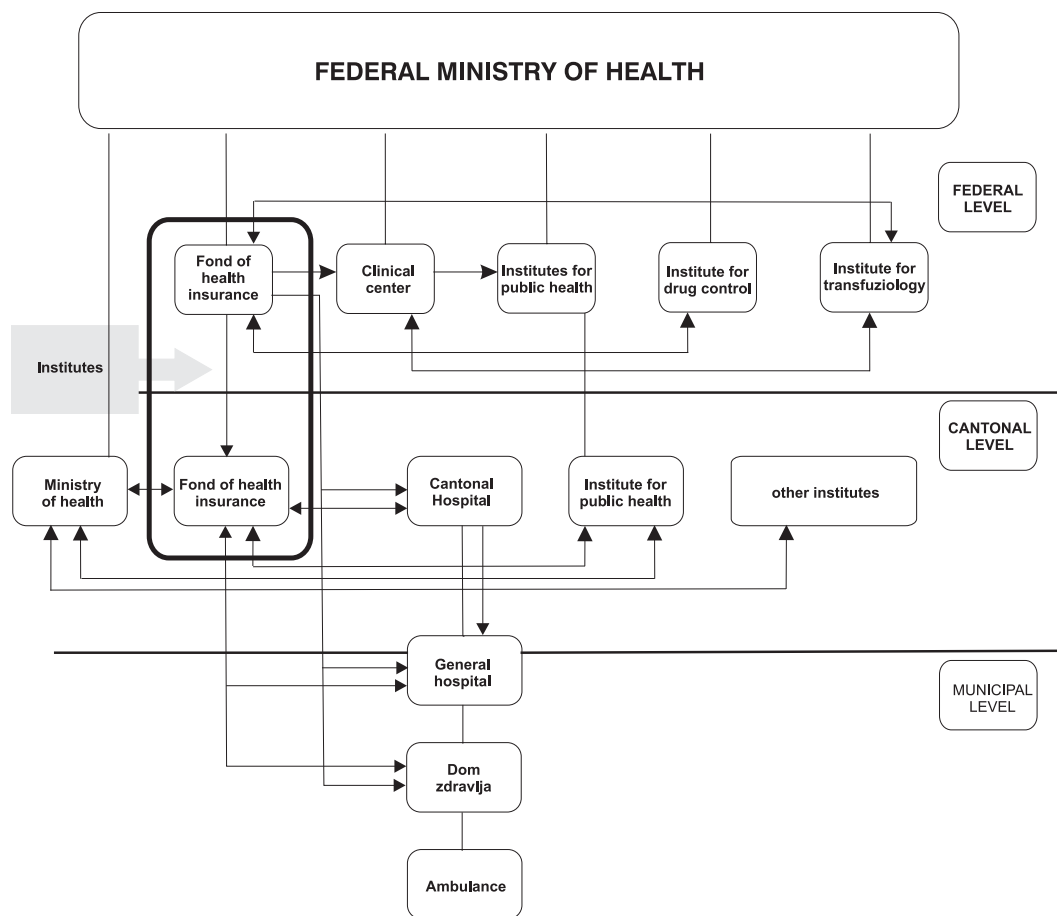 FEDERAL MINISTRY OF HEALTH
FEDERAL
LEVEL
Fond of
health
insurance
Clinical
center
Institutes for
public health
Institute for
drug control
Institute for
transfuziology
Institutes
CANTONAL
LEVEL
Ministry
of health
Fond of health
insurance
Cantonal
Hospital
Institute for
public health
other institutes
General
hospital
MUNICIPAL
LEVEL
Dom
zdravlja
Ambulance